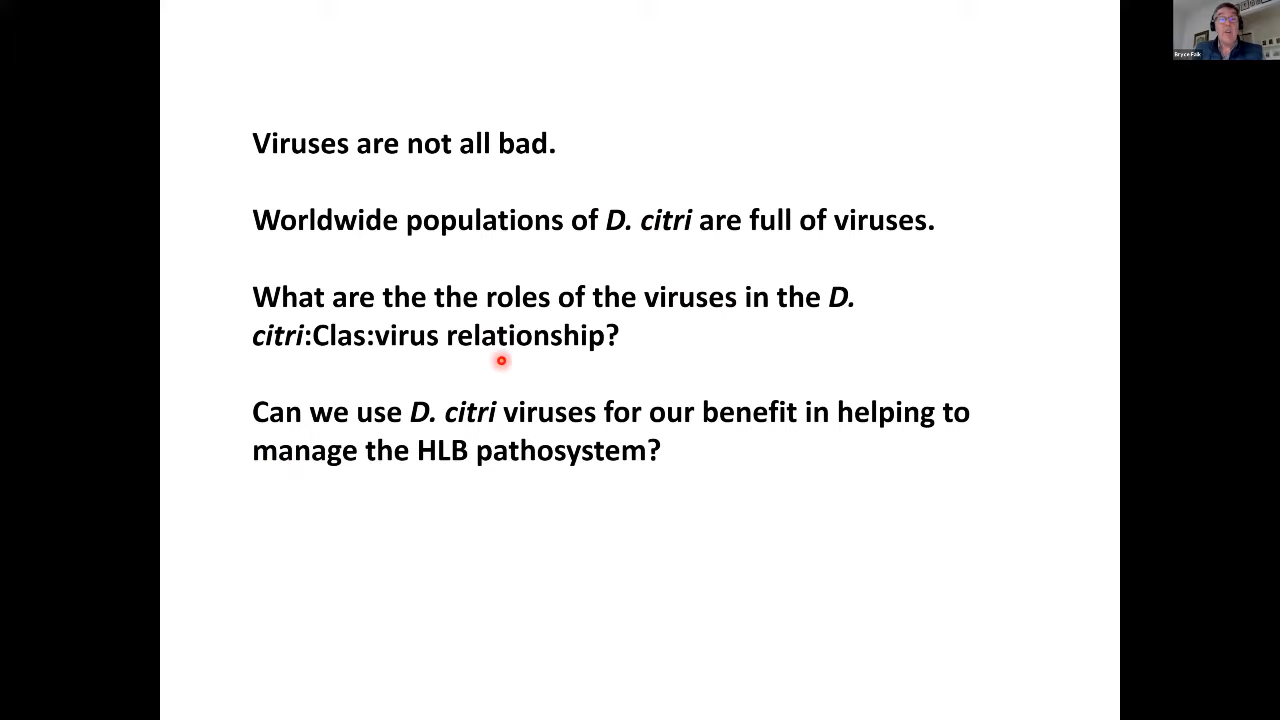 Bryce Falk
Viruses are not all bad.
Worldwide populations of D. citri are full of viruses.
What are the the roles of the viruses in the D.
citri:Clas:virus relationship?
Can we use D. citri viruses for our benefit in helping to
manage the HLB pathosystem?